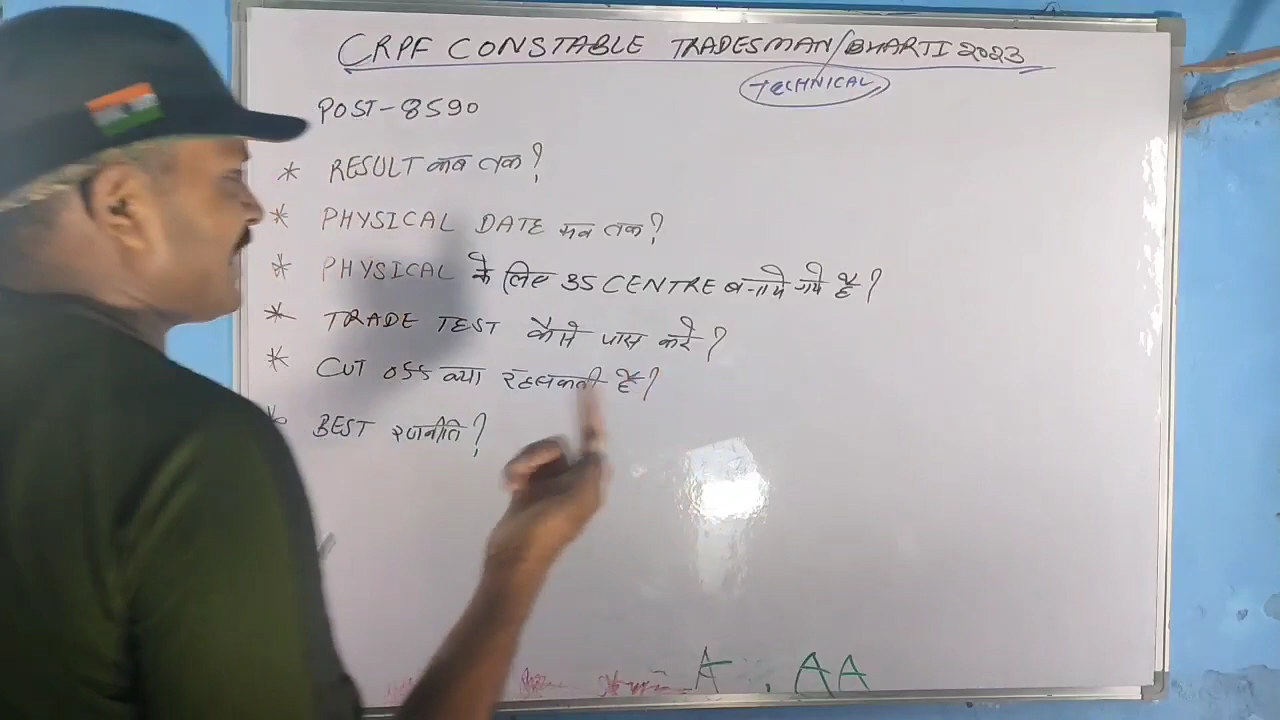 CRPF CONSTABLE TRADESMAN/BHARTI 2023
TECHNICAL
POST-8590
* RESULT कब तक?
* PHYSICAL DATE कब तक?
* PHYSICAL के लिए 35 CENTRE बनाये गये है?
* TRADE TEST कैसे पास करे?
* CUT OFF क्या रह सकती है?
* BEST रणनीति?
A, AA